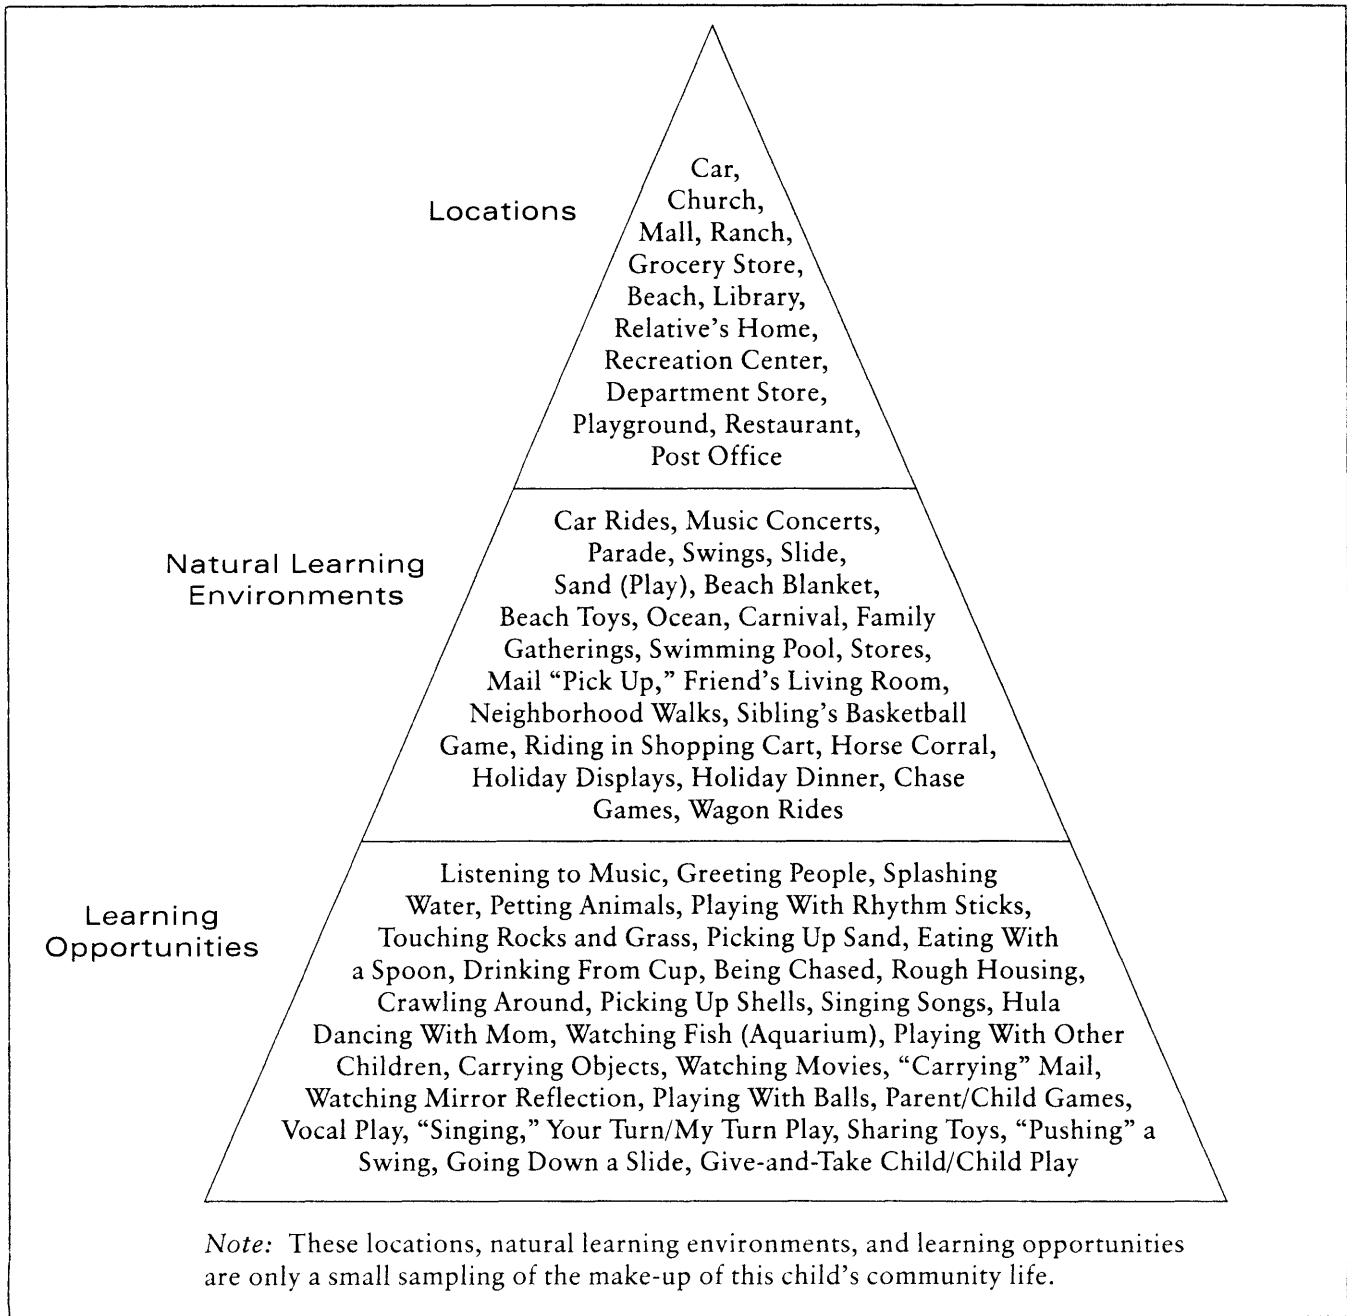 Locations
Car,
Church,
Mall, Ranch,
Grocery Store,
Beach, Library,
Relative's Home,
Recreation Center,
Department Store,
Playground, Restaurant,
Post Office
Natural Learning
Environments
Car Rides, Music Concerts,
Parade, Swings, Slide,
Sand (Play), Beach Blanket,
Beach Toys, Ocean, Carnival, Family
Gatherings, Swimming Pool, Stores,
Mail “Pick Up,” Friend's Living Room,
Neighborhood Walks, Sibling's Basketball
Game, Riding in Shopping Cart, Horse Corral,
Holiday Displays, Holiday Dinner, Chase
Games, Wagon Rides
Learning
Opportunities
Listening to Music, Greeting People, Splashing
Water, Petting Animals, Playing With Rhythm Sticks,
Touching Rocks and Grass, Picking Up Sand, Eating With
a Spoon, Drinking From Cup, Being Chased, Rough Housing,
Crawling Around, Picking Up Shells, Singing Songs, Hula
Dancing With Mom, Watching Fish (Aquarium), Playing With Other
Children, Carrying Objects, Watching Movies, “Carrying” Mail,
Watching Mirror Reflection, Playing With Balls, Parent/Child Games,
Vocal Play, “Singing,” Your Turn/My Turn Play, Sharing Toys, “Pushing” a
Swing, Going Down a Slide, Give-and-Take Child/Child Play
Note: These locations, natural learning environments, and learning opportunities
are only a small sampling of the make-up of this child's community life.